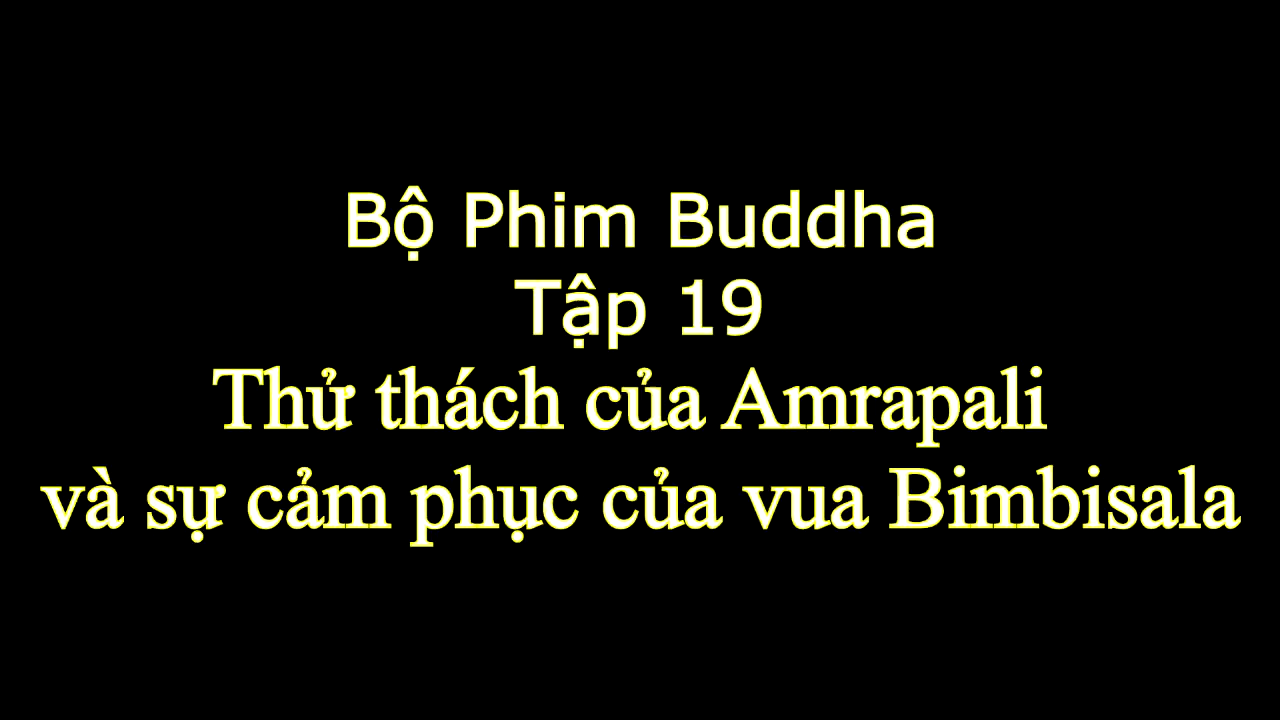 Bộ Phim Buddha
Tập 19
Thử thách của Amrapali
và sự cảm phục của vua Bimbisala